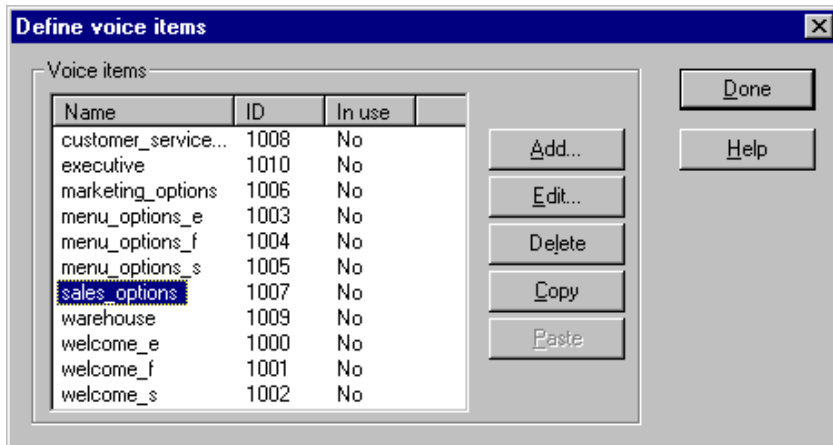 Define voice items
Voice items
Name ID In use
customer_service... 1008 No
executive 1010 No
marketing_options 1006 No
menu_options_e 1003 No
menu_options_f 1004 No
menu_options_s 1005 No
sales_options 1007 No
warehouse 1009 No
welcome_e 1000 No
welcome_f 1001 No
welcome_s 1002 No
Add...
Edit...
Delete
Copy
Paste
Done
Help